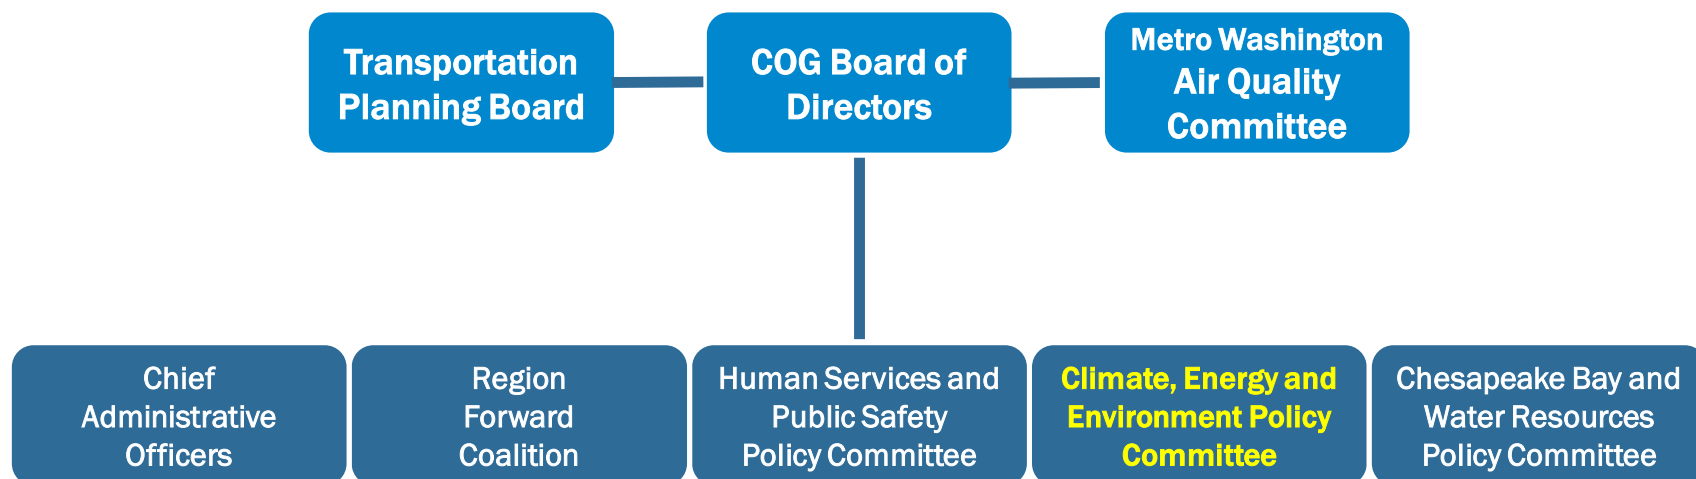 Transportation
Planning Board
COG Board of
Directors
Metro Washington
Air Quality
Committee
Chief
Administrative
Officers
Region
Forward
Coalition
Human Services and
Public Safety
Policy Committee
Climate, Energy and
Environment Policy
Committee
Chesapeake Bay and
Water Resources
Policy Committee